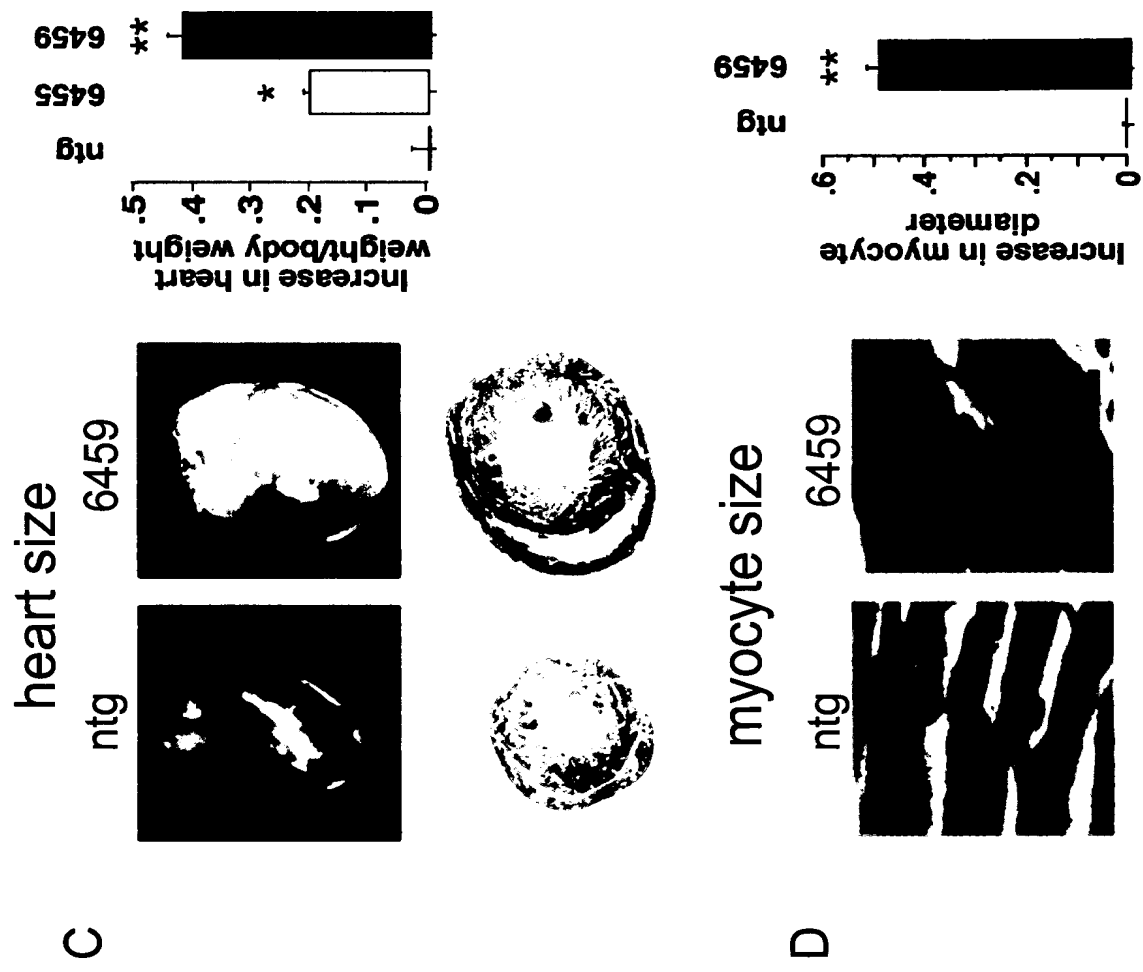 C
heart size
ntg 6459
Increase in heart
weight/body weight
.5
.4
.3
.2
.1
0
ntg 6455 6459
* **
D
myocyte size
ntg 6459
Increase in myocyte
diameter
.6
.4
.2
0
ntg 6459
**